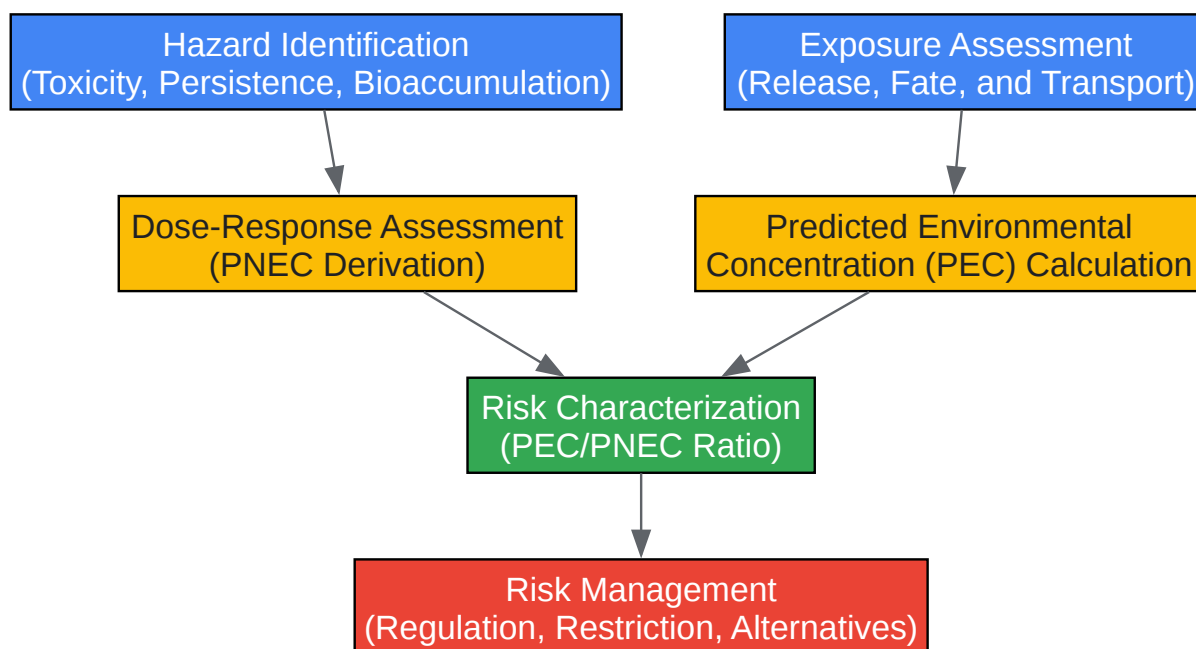 Hazard Identification
(Toxicity, Persistence, Bioaccumulation)
Exposure Assessment
(Release, Fate, and Transport)
Dose-Response Assessment
(PNEC Derivation)
Predicted Environmental
Concentration (PEC) Calculation
Risk Characterization
(PEC/PNEC Ratio)
Risk Management
(Regulation, Restriction, Alternatives)